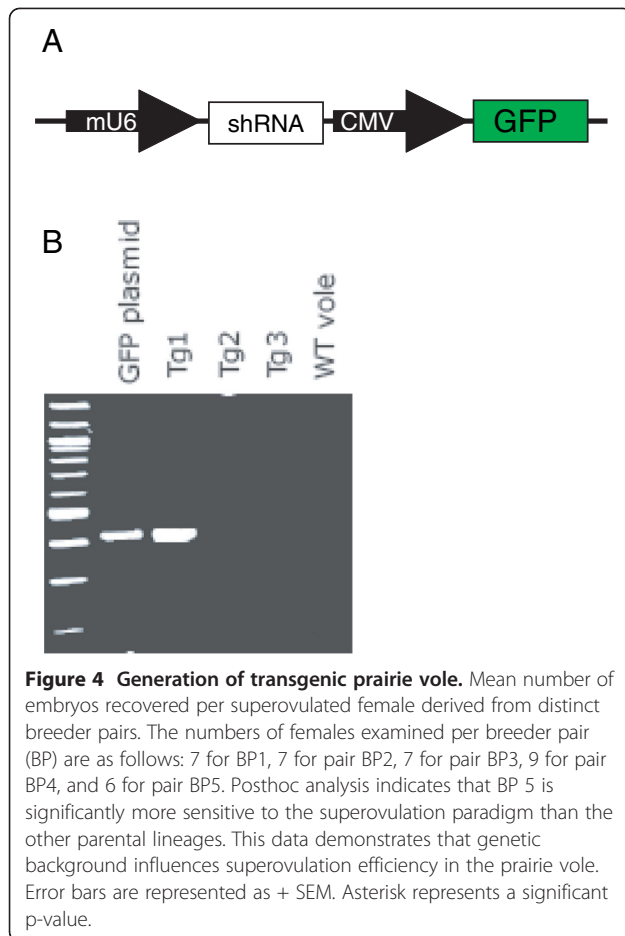 A
mU6
shRNA
CMV
GFP
B
GFP plasmid
Tg1
Tg2
Tg3
WT vole
Figure 4 Generation of transgenic prairie vole. Mean number of
embryos recovered per superovulated female derived from distinct
breeder pairs. The numbers of females examined per breeder pair
(BP) are as follows: 7 for BP1, 7 for pair BP2, 7 for pair BP3, 9 for pair
BP4, and 6 for pair BP5. Posthoc analysis indicates that BP 5 is
significantly more sensitive to the superovulation paradigm than the
other parental lineages. This data demonstrates that genetic
background influences superovulation efficiency in the prairie vole.
Error bars are represented as + SEM. Asterisk represents a significant
p-value.